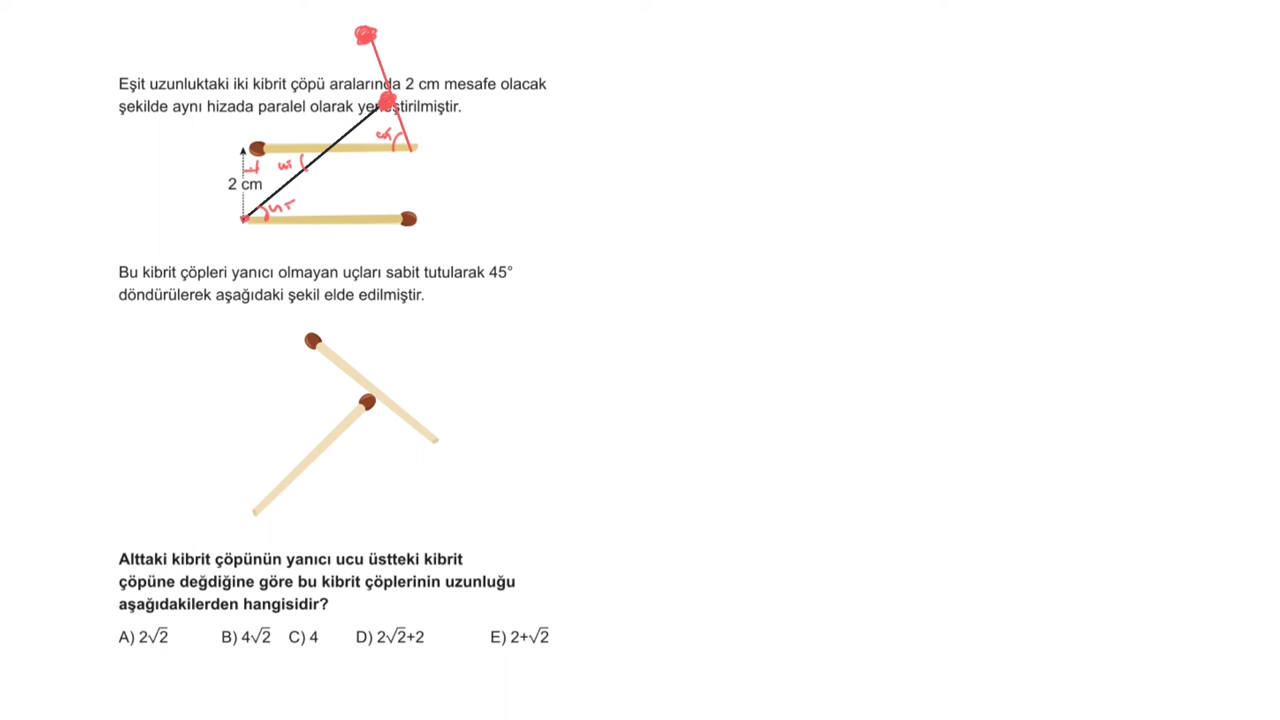 Eşit uzunluktaki iki kibrit çöpü aralarında 2 cm mesafe olacak
şekilde aynı hizada paralel olarak yerleştirilmiştir.
2 cm
Bu kibrit çöpleri yanıcı olmayan uçları sabit tutularak 45°
döndürülerek aşağıdaki şekil elde edilmiştir.
Alttaki kibrit çöpünün yanıcı ucu üstteki kibrit
çöpüne değdiğine göre bu kibrit çöplerinin uzunluğu
aşağıdakilerden hangisidir?
A) 2√2 B) 4√2 C) 4 D) 2√2+2 E) 2+√2